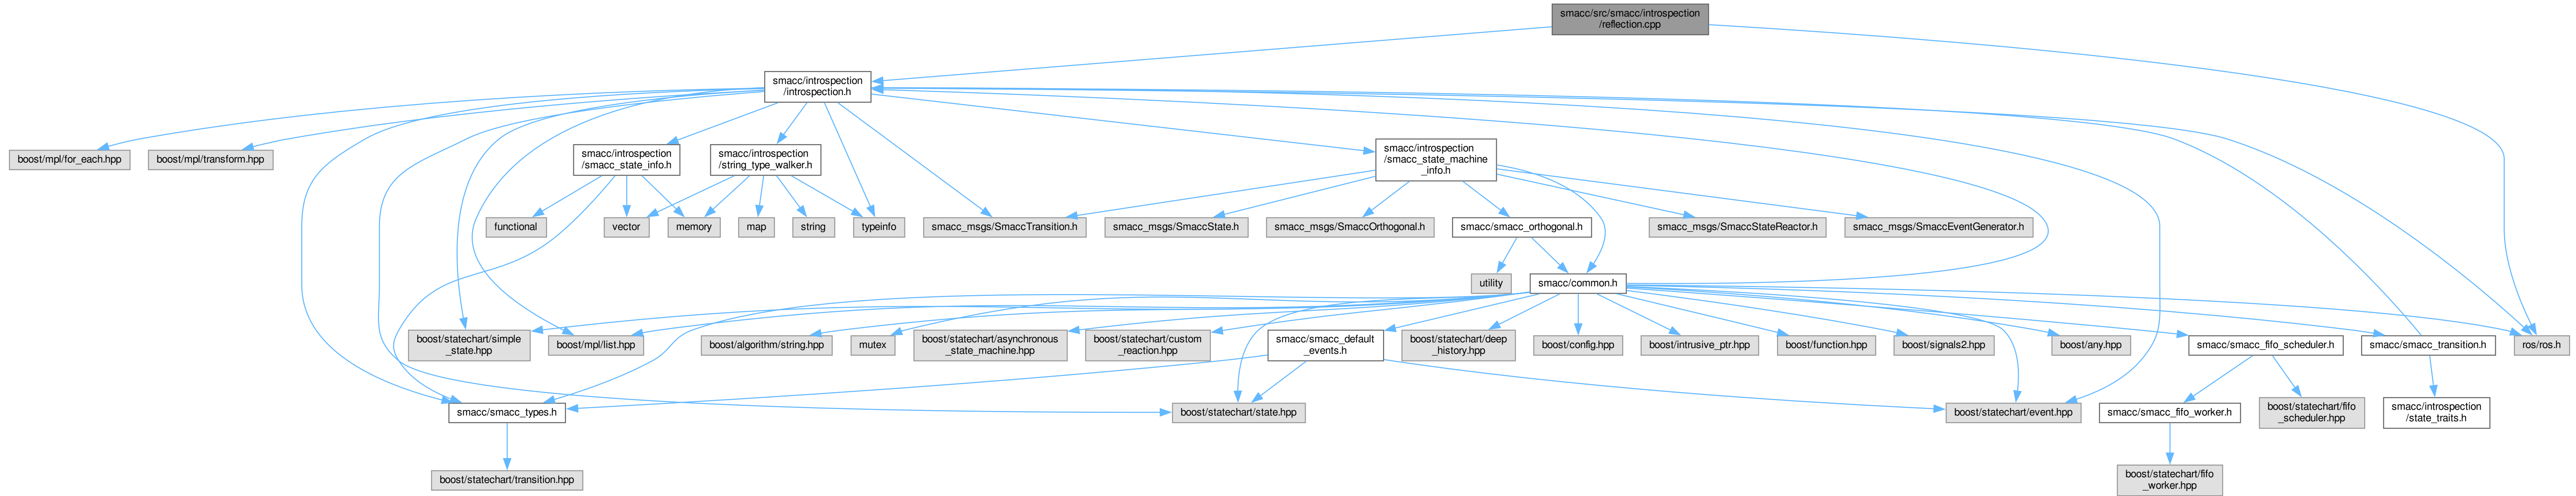 smacc/src/smacc/introspection
/reflection.cpp
smacc/introspection
/introspection.h
boost/mpl/for_each.hpp
boost/mpl/transform.hpp
smacc/introspection
/smacc_state_info.h
smacc/introspection
/string_type_walker.h
smacc/introspection
/smacc_state_machine
_info.h
functional
vector
memory
map
string
typeinfo
smacc_msgs/SmaccTransition.h
smacc_msgs/SmaccState.h
smacc_msgs/SmaccOrthogonal.h
smacc/smacc_orthogonal.h
smacc_msgs/SmaccStateReactor.h
smacc_msgs/SmaccEventGenerator.h
utility
smacc/common.h
boost/statechart/simple
_state.hpp
boost/mpl/list.hpp
boost/algorithm/string.hpp
mutex
boost/statechart/asynchronous
_state_machine.hpp
boost/statechart/custom
_reaction.hpp
smacc/smacc_default
_events.h
boost/statechart/deep
_history.hpp
boost/config.hpp
boost/intrusive_ptr.hpp
boost/function.hpp
boost/signals2.hpp
boost/any.hpp
smacc/smacc_fifo_scheduler.h
smacc/smacc_transition.h
ros/ros.h
smacc/smacc_types.h
boost/statechart/state.hpp
boost/statechart/event.hpp
smacc/smacc_fifo_worker.h
boost/statechart/fifo
_scheduler.hpp
smacc/introspection
/state_traits.h
boost/statechart/transition.hpp
boost/statechart/fifo
_worker.hpp